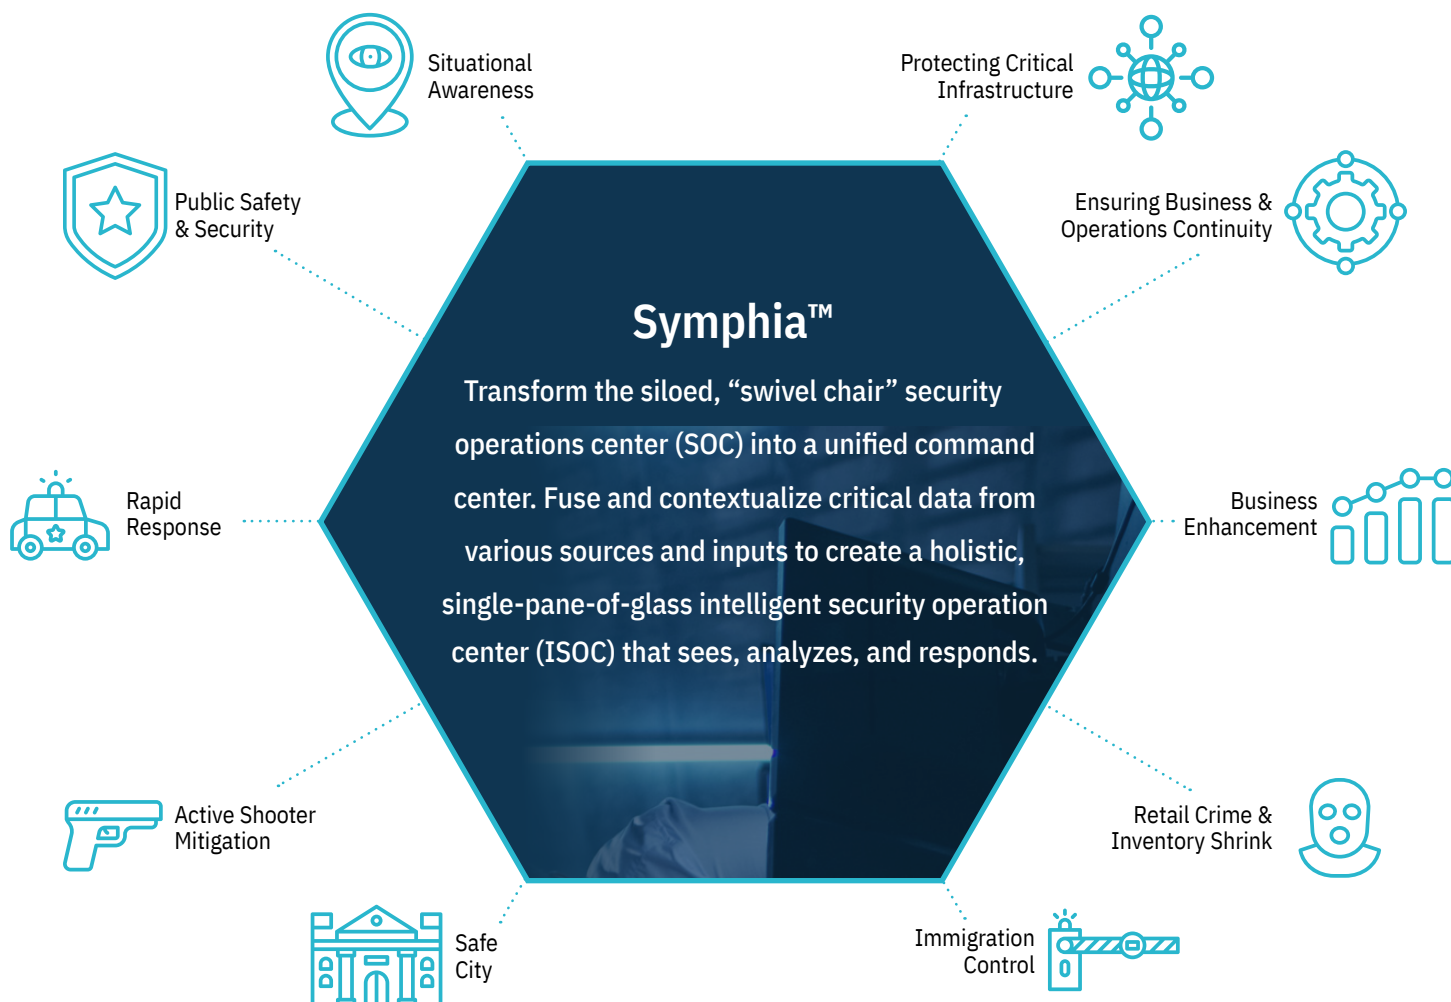 Situational
Awareness
Protecting Critical
Infrastructure
Public Safety
& Security
Ensuring Business &
Operations Continuity
Symphia™
Transform the siloed, “swivel chair” security
operations center (SOC) into a unified command
center. Fuse and contextualize critical data from
various sources and inputs to create a holistic,
single-pane-of-glass intelligent security operation
center (ISOC) that sees, analyzes, and responds.
Rapid
Response
Business
Enhancement
Active Shooter
Mitigation
Retail Crime &
Inventory Shrink
Safe
City
Immigration
Control